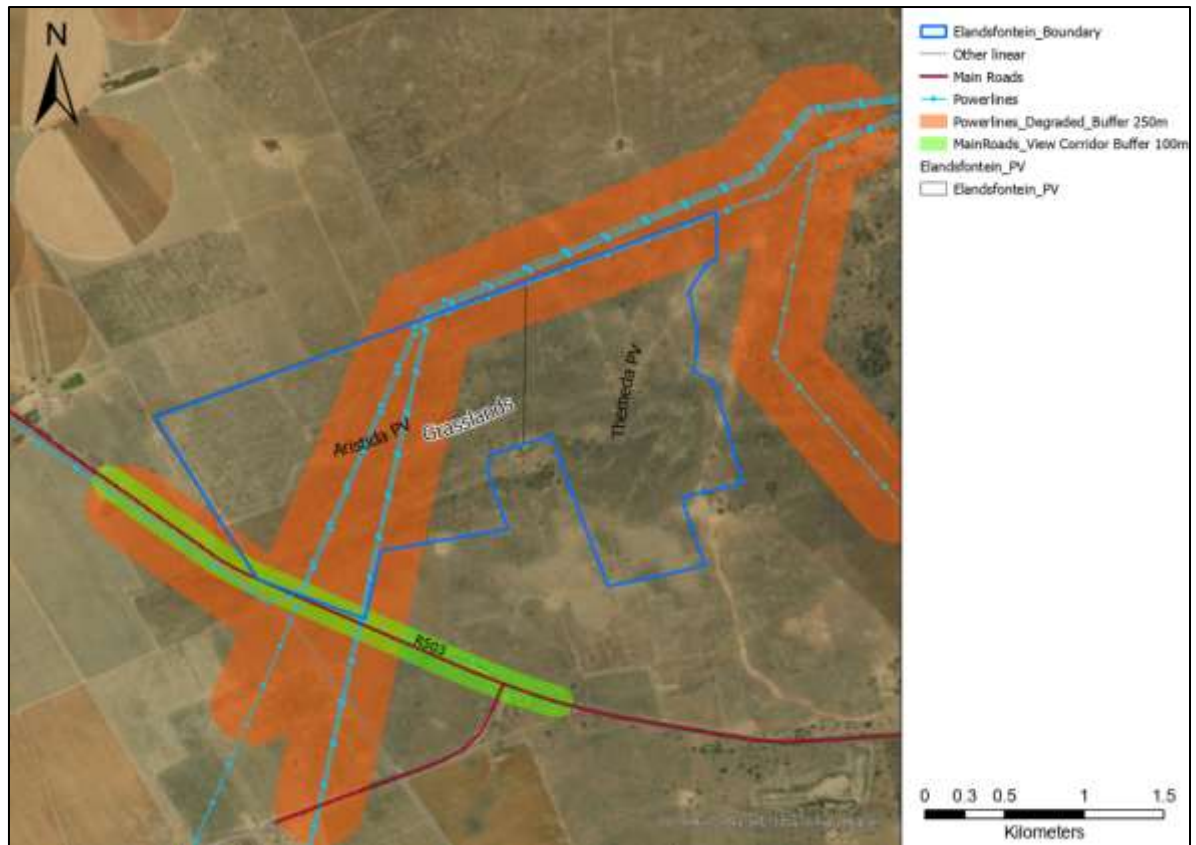 N
Elandsfontein_Boundary
Other linear
Main Roads
Powerlines
Powerlines_Degraded_Buffer 250m
MainRoads_View Corridor Buffer 100m
Elandsfontein_PV
Elandsfontein_PV
Themeda PV
Grasslands
Aristida PV
R503
0 0.3 0.5 1 1.5
Kilometers